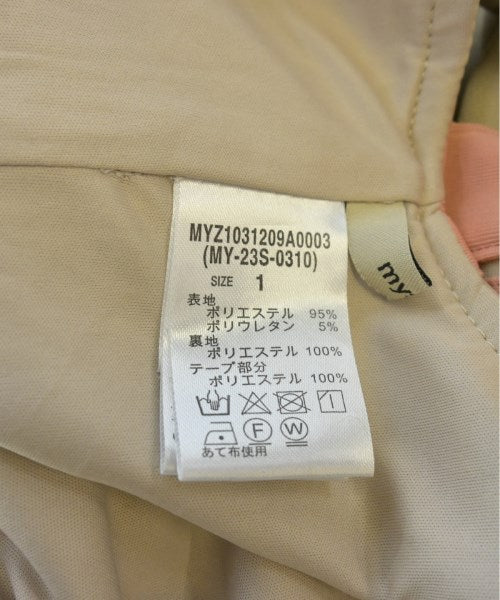 MYZ1031209A0003
(MY-23S-0310)
SIZE 1
表地
ポリエステル 95%
ポリウレタン 5%
裏地
ポリエステル 100%
テープ部分
ポリエステル 100%
F W
あて布使用
my